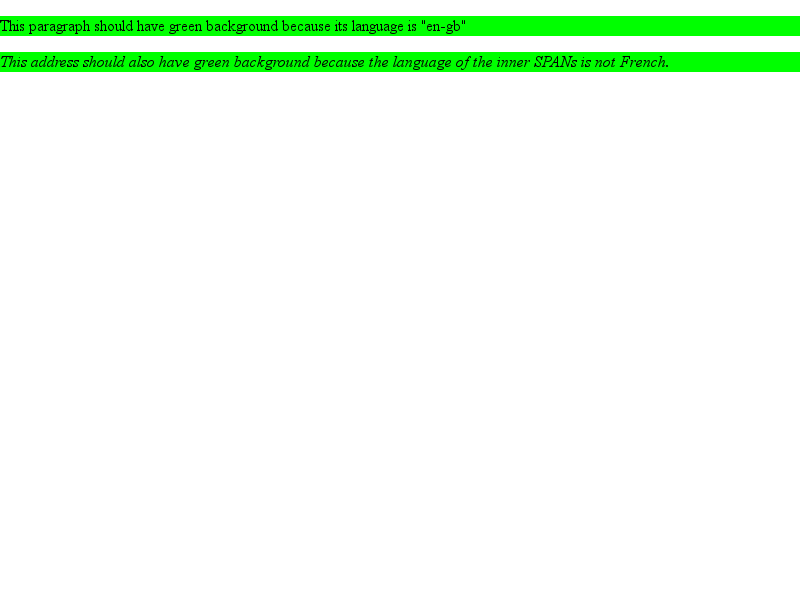 This paragraph should have green background because its language is "en-gb"
This address should also have green background because the language of the inner SPANs is not French.